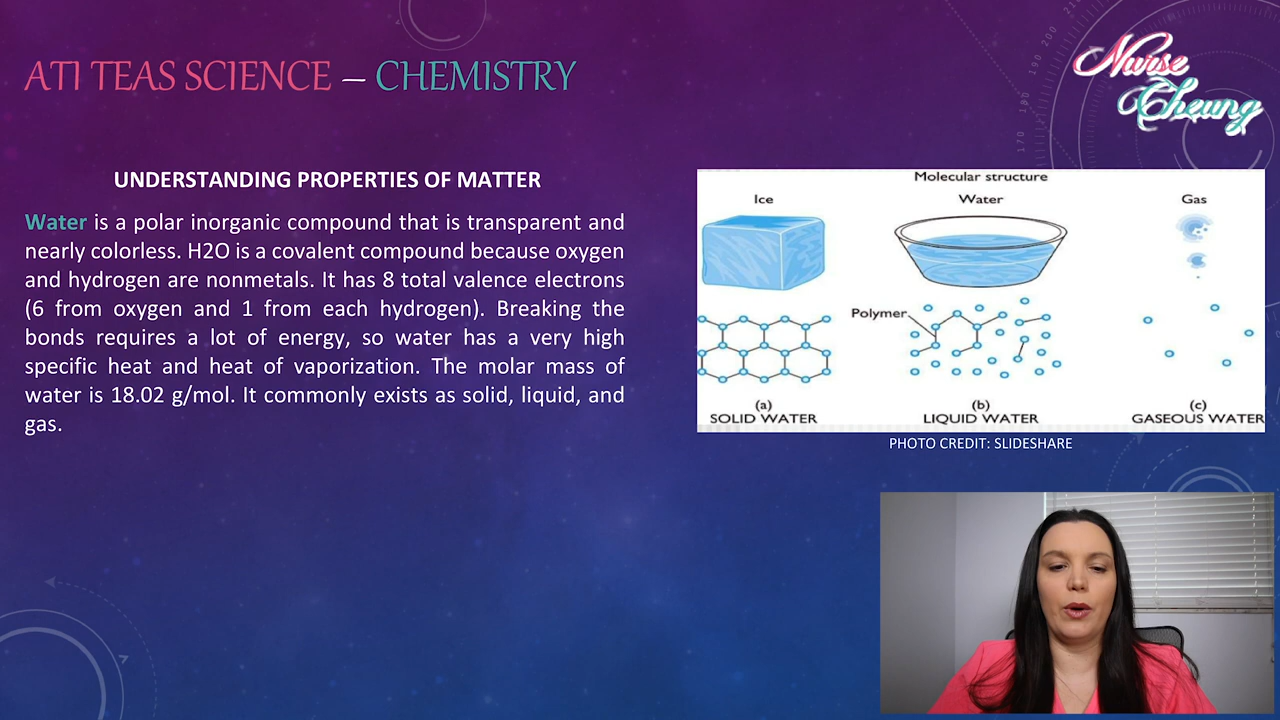 ATI TEAS SCIENCE – CHEMISTRY
Nurse
Cheung
170 180 190 200 210
UNDERSTANDING PROPERTIES OF MATTER
Water is a polar inorganic compound that is transparent and
nearly colorless. H2O is a covalent compound because oxygen
and hydrogen are nonmetals. It has 8 total valence electrons
(6 from oxygen and 1 from each hydrogen). Breaking the
bonds requires a lot of energy, so water has a very high
specific heat and heat of vaporization. The molar mass of
water is 18.02 g/mol. It commonly exists as solid, liquid, and
gas.
Molecular structure
Ice
Water
Gas
Polymer
(a)
SOLID WATER
(b)
LIQUID WATER
(c)
GASEOUS WATER
PHOTO CREDIT: SLIDESHARE